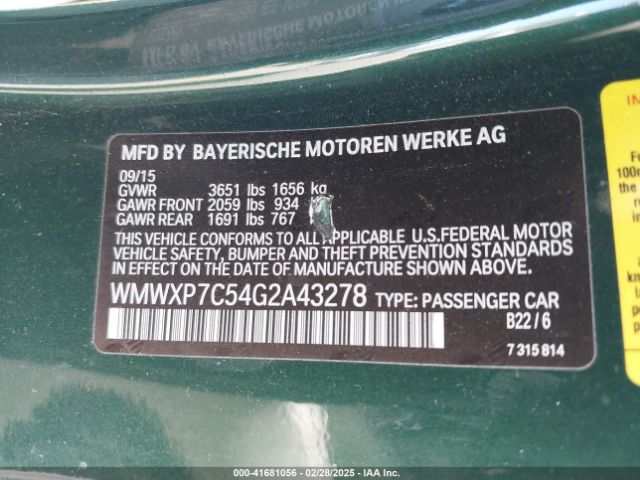 MFD BY BAYERISCHE MOTOREN WERKE AG
09/15
GVWR 3651 lbs 1656 kg
GAWR FRONT 2059 lbs 934
GAWR REAR 1691 lbs 767
THIS VEHICLE CONFORMS TO ALL APPLICABLE U.S.FEDERAL MOTOR
VEHICLE SAFETY, BUMPER AND THEFT PREVENTION STANDARDS
IN EFFECT ON THE DATE OF MANUFACTURE SHOWN ABOVE.
WMWXP7C54G2A43278 TYPE: PASSENGER CAR
B22/6
7 315 814
100
000-41681056 - 02/28/2025 - IAA Inc.